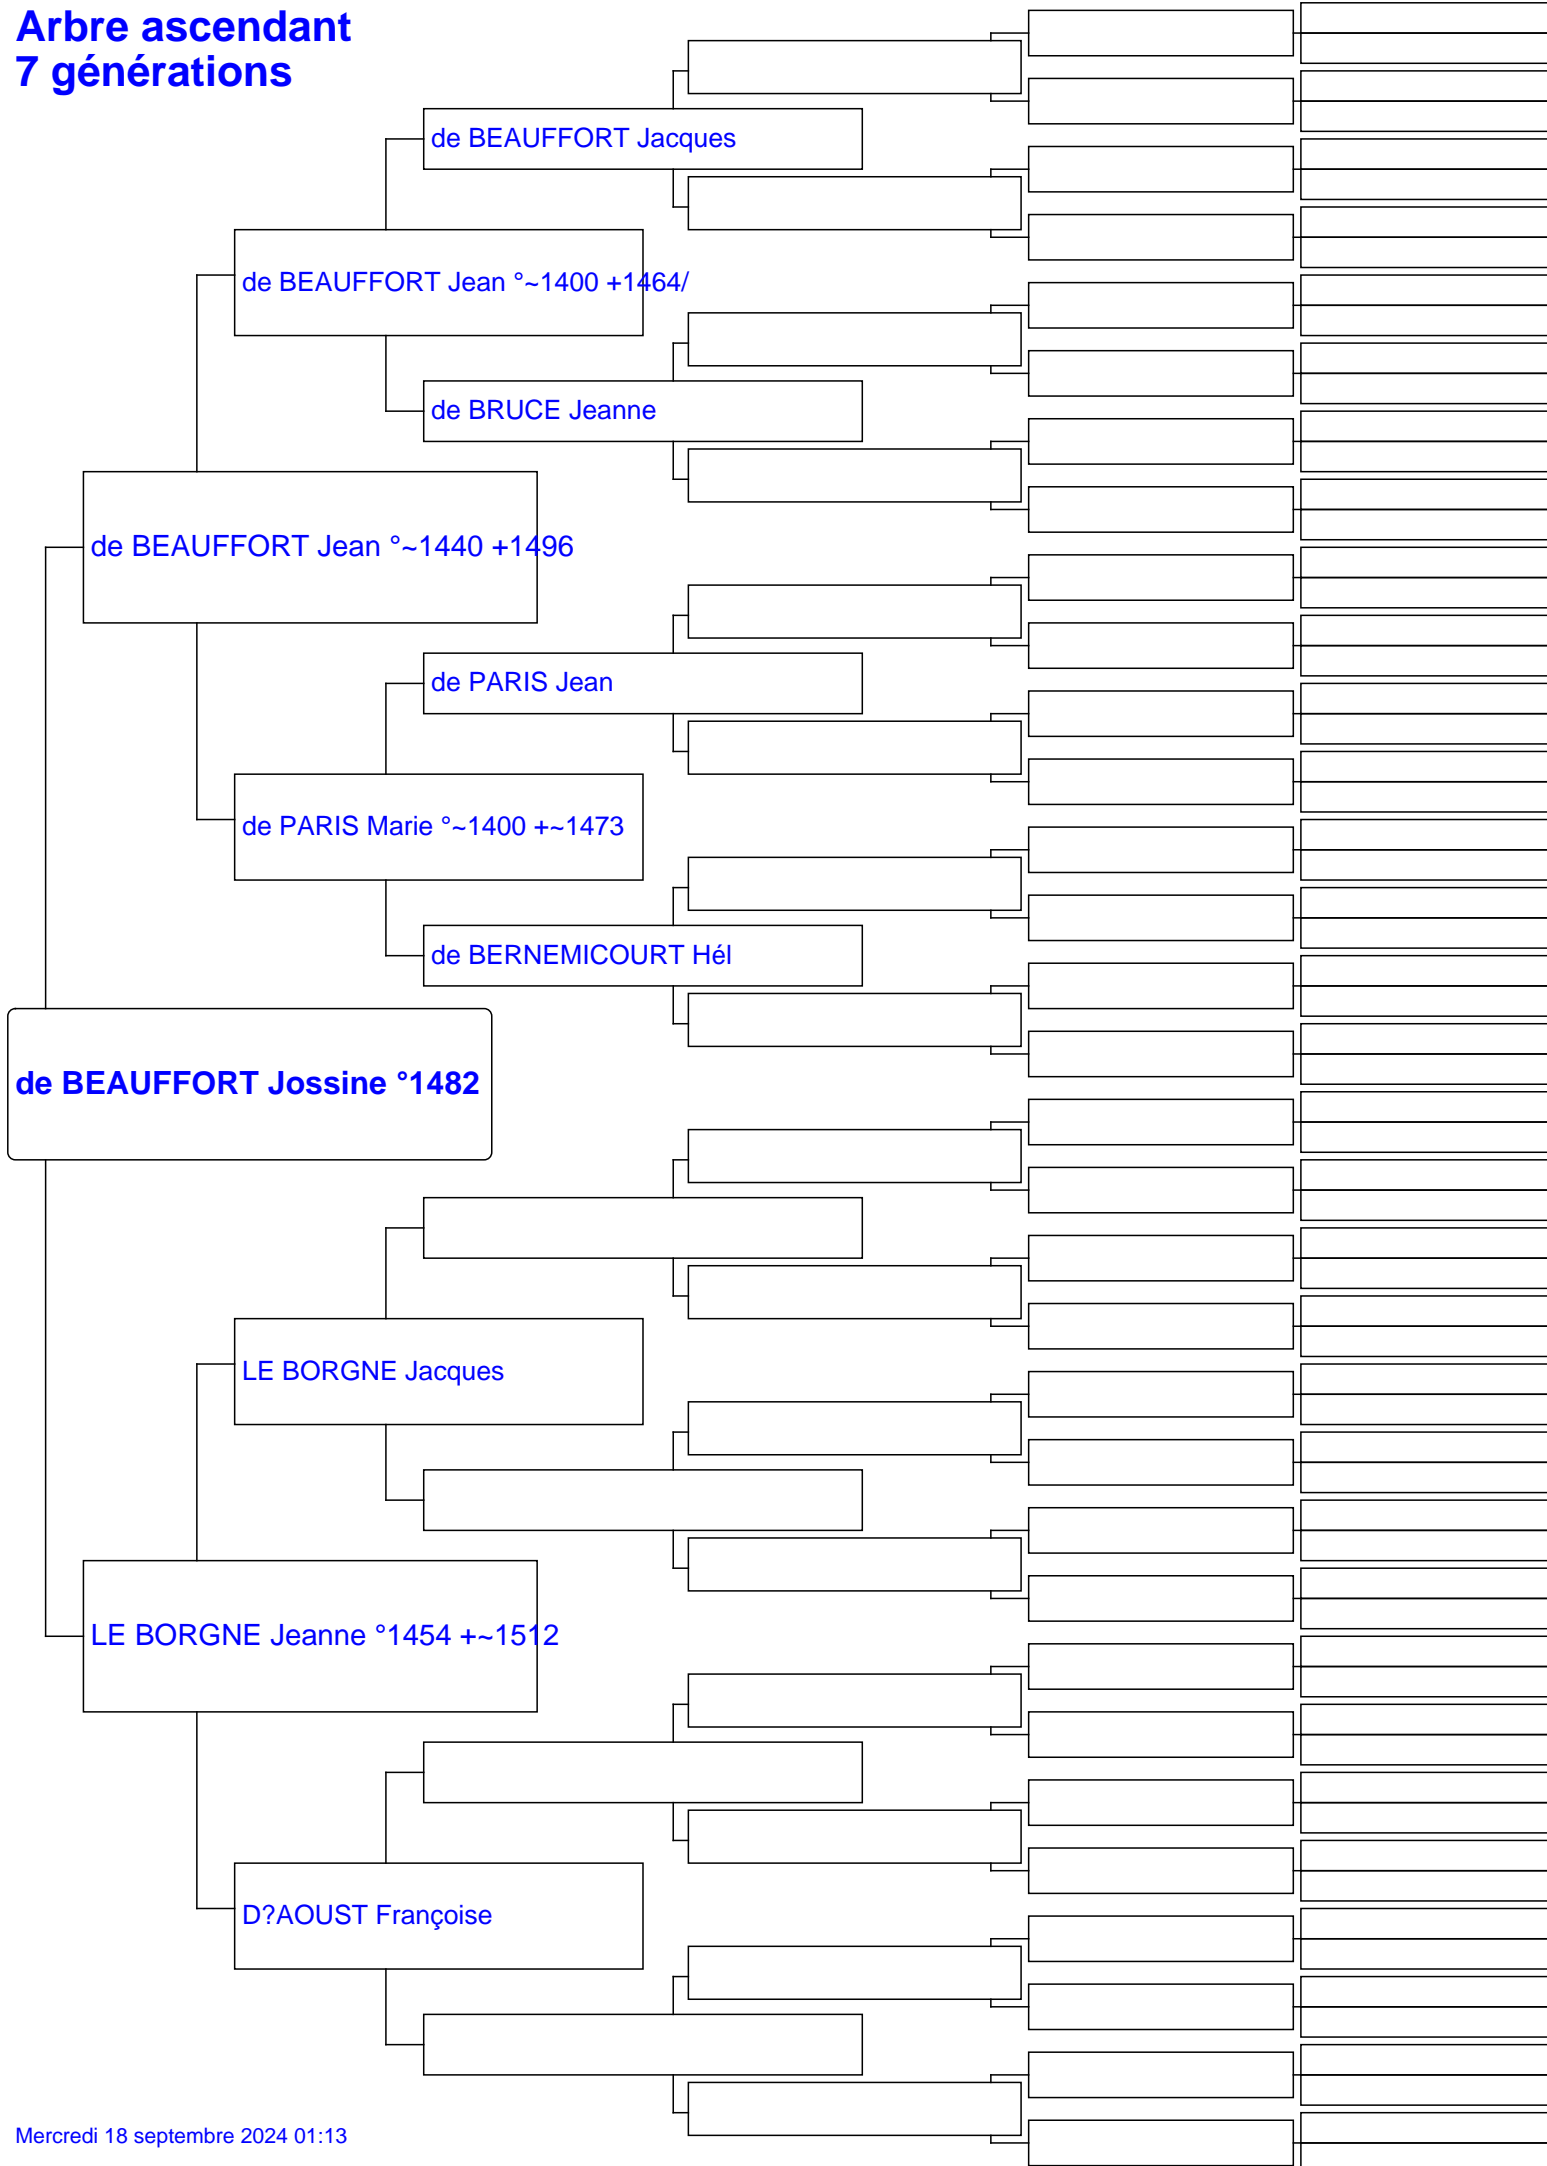 Arbre ascendant
7 générations
de BEAUFFORT Jacques
de BEAUFFORT Jean °~1400 +1464/
de BRUCE Jeanne
de BEAUFFORT Jean °~1440 +1496
de PARIS Jean
de PARIS Marie °~1400 +~1473
de BERNEMICOURT Hél
de BEAUFFORT Jossine °1482
LE BORGNE Jacques
LE BORGNE Jeanne °1454 +~1512
D?AOUST Françoise
Mercredi 18 septembre 2024 01:13